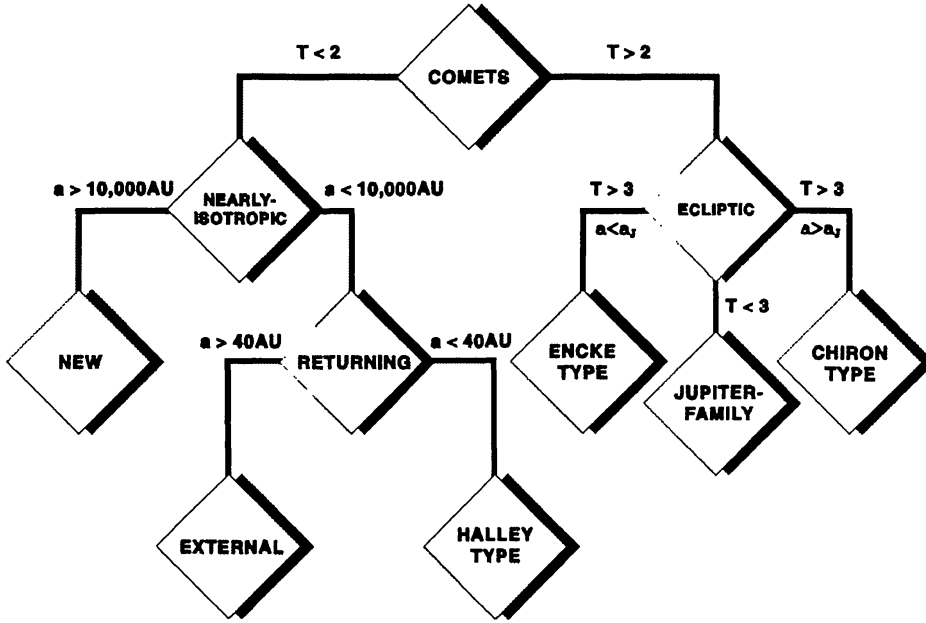 T < 2
COMETS
T > 2
a > 10,000AU
NEARLY-
ISOTROPIC
a < 10,000AU
T > 3
a<aJ
ECLIPTIC
T > 3
a>aJ
NEW
a > 40AU
RETURNING
a < 40AU
ENCKE
TYPE
T < 3
JUPITER-
FAMILY
CHIRON
TYPE
EXTERNAL
HALLEY
TYPE